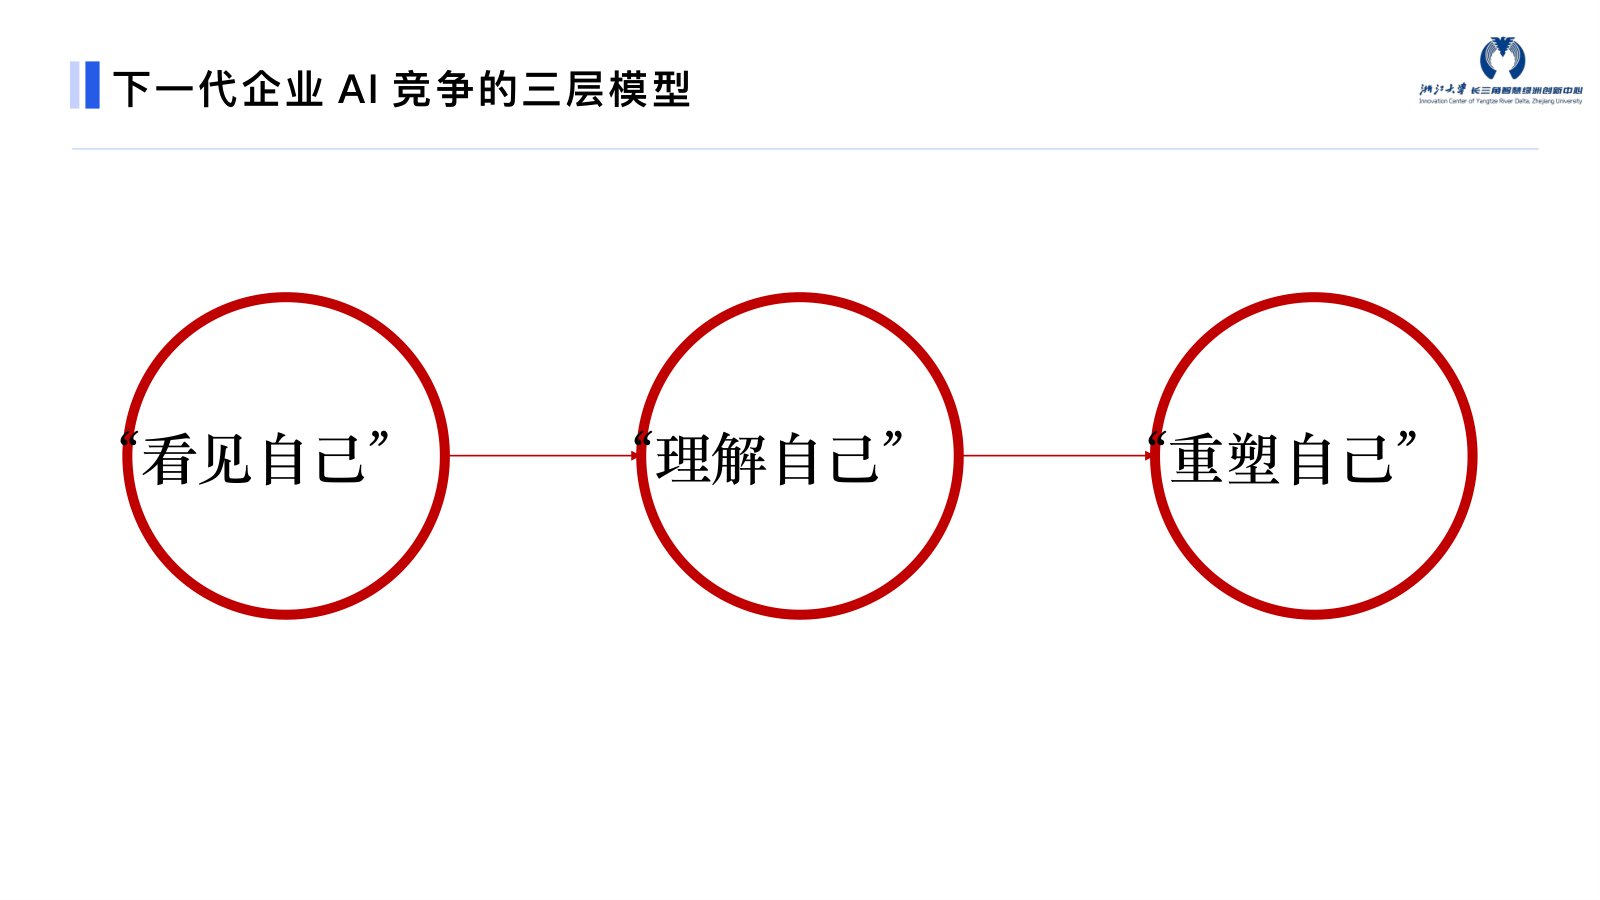 下一代企业 AI 竞争的三层模型
浙江大学 长三角智慧绿洲创新中心
Innovation Center of Yangtze River Delta, Zhejiang University
“看见自己”
“理解自己”
“重塑自己”